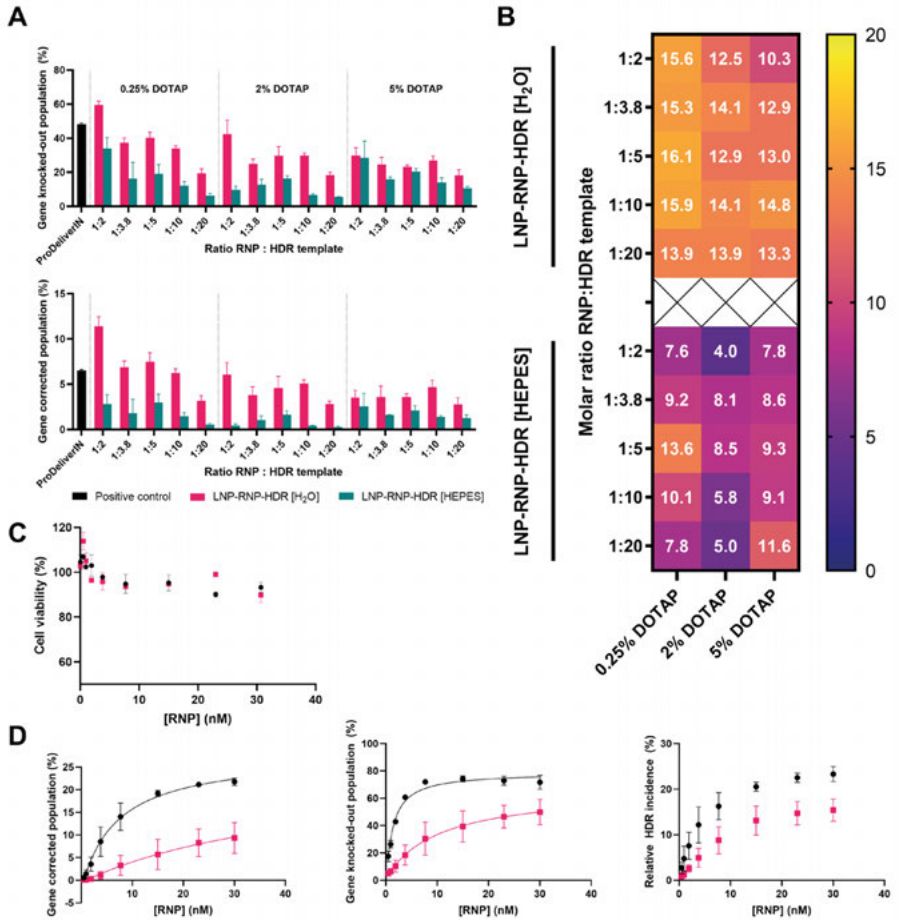 A
Gene knocked-out population (%)
80
60
40
20
0
0.25% DOTAP
2% DOTAP
5% DOTAP
ProDeliverIN
1:2
1:3.8
1:5
1:10
1:20
1:2
1:3.8
1:5
1:10
1:20
1:2
1:3.8
1:5
1:10
1:20
Ratio RNP : HDR template
Gene corrected population (%)
15
10
5
0
ProDeliverIN
1:2
1:3.8
1:5
1:10
1:20
1:2
1:3.8
1:5
1:10
1:20
1:2
1:3.8
1:5
1:10
1:20
Ratio RNP : HDR template
Positive control
LNP-RNP-HDR [H₂O]
LNP-RNP-HDR [HEPES]
B
LNP-RNP-HDR [H₂O]
LNP-RNP-HDR [HEPES]
Molar ratio RNP:HDR template
1:2 15.6 12.5 10.3
1:3.8 15.3 14.1 12.9
1:5 16.1 12.9 13.0
1:10 15.9 14.1 14.8
1:20 13.9 13.9 13.3
1:2 7.6 4.0 7.8
1:3.8 9.2 8.1 8.6
1:5 13.6 8.5 9.3
1:10 10.1 5.8 9.1
1:20 7.8 5.0 11.6
0.25% DOTAP
2% DOTAP
5% DOTAP
20
15
10
5
0
C
Cell viability (%)
120
100
80
60
0 10 20 30 40
[RNP] (nM)
D
Gene corrected population (%)
25
20
15
10
5
0
0 10 20 30 40
[RNP] (nM)
Gene knocked-out population (%)
100
80
60
40
20
0
0 10 20 30 40
[RNP] (nM)
Relative HDR incidence (%)
30
20
10
0
0 10 20 30 40
[RNP] (nM)